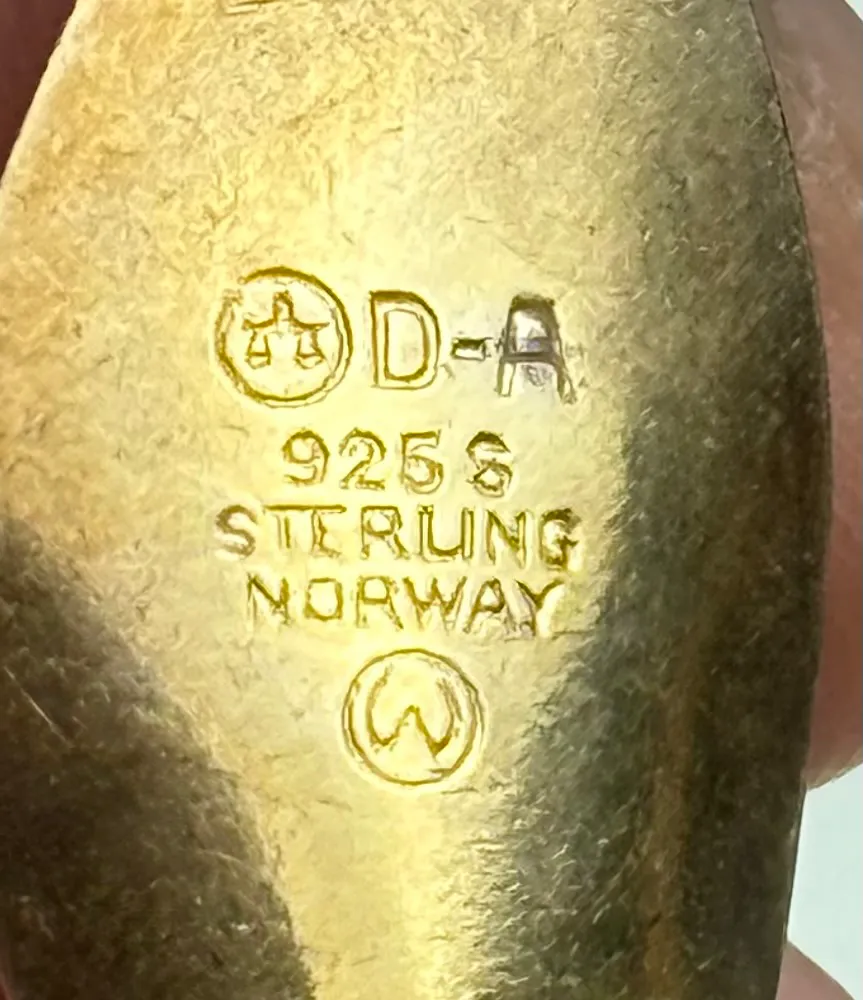 D-A
925S
STERLING
NORWAY